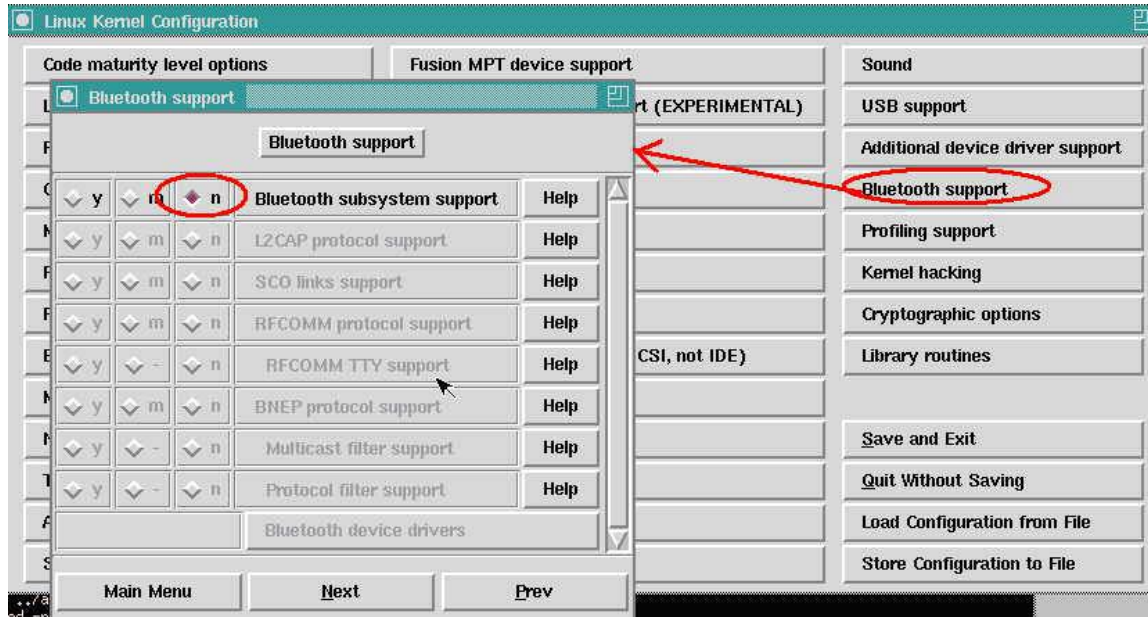 Linux Kernel Configuration
Code maturity level options
Fusion MPT device support
Sound
Bluetooth support
rt (EXPERIMENTAL)
USB support
Bluetooth support
Additional device driver support
y m n Bluetooth subsystem support Help
Bluetooth support
y m n L2CAP protocol support Help
Profiling support
y m n SCO links support Help
Kernel hacking
y m n RFCOMM protocol support Help
Cryptographic options
y - n RFCOMM TTY support Help
CSI, not IDE)
Library routines
y m n BNEP protocol support Help
y - n Multicast filter support Help
Save and Exit
y - n Protocol filter support Help
Quit Without Saving
Bluetooth device drivers
Load Configuration from File
Store Configuration to File
Main Menu
Next
Prev